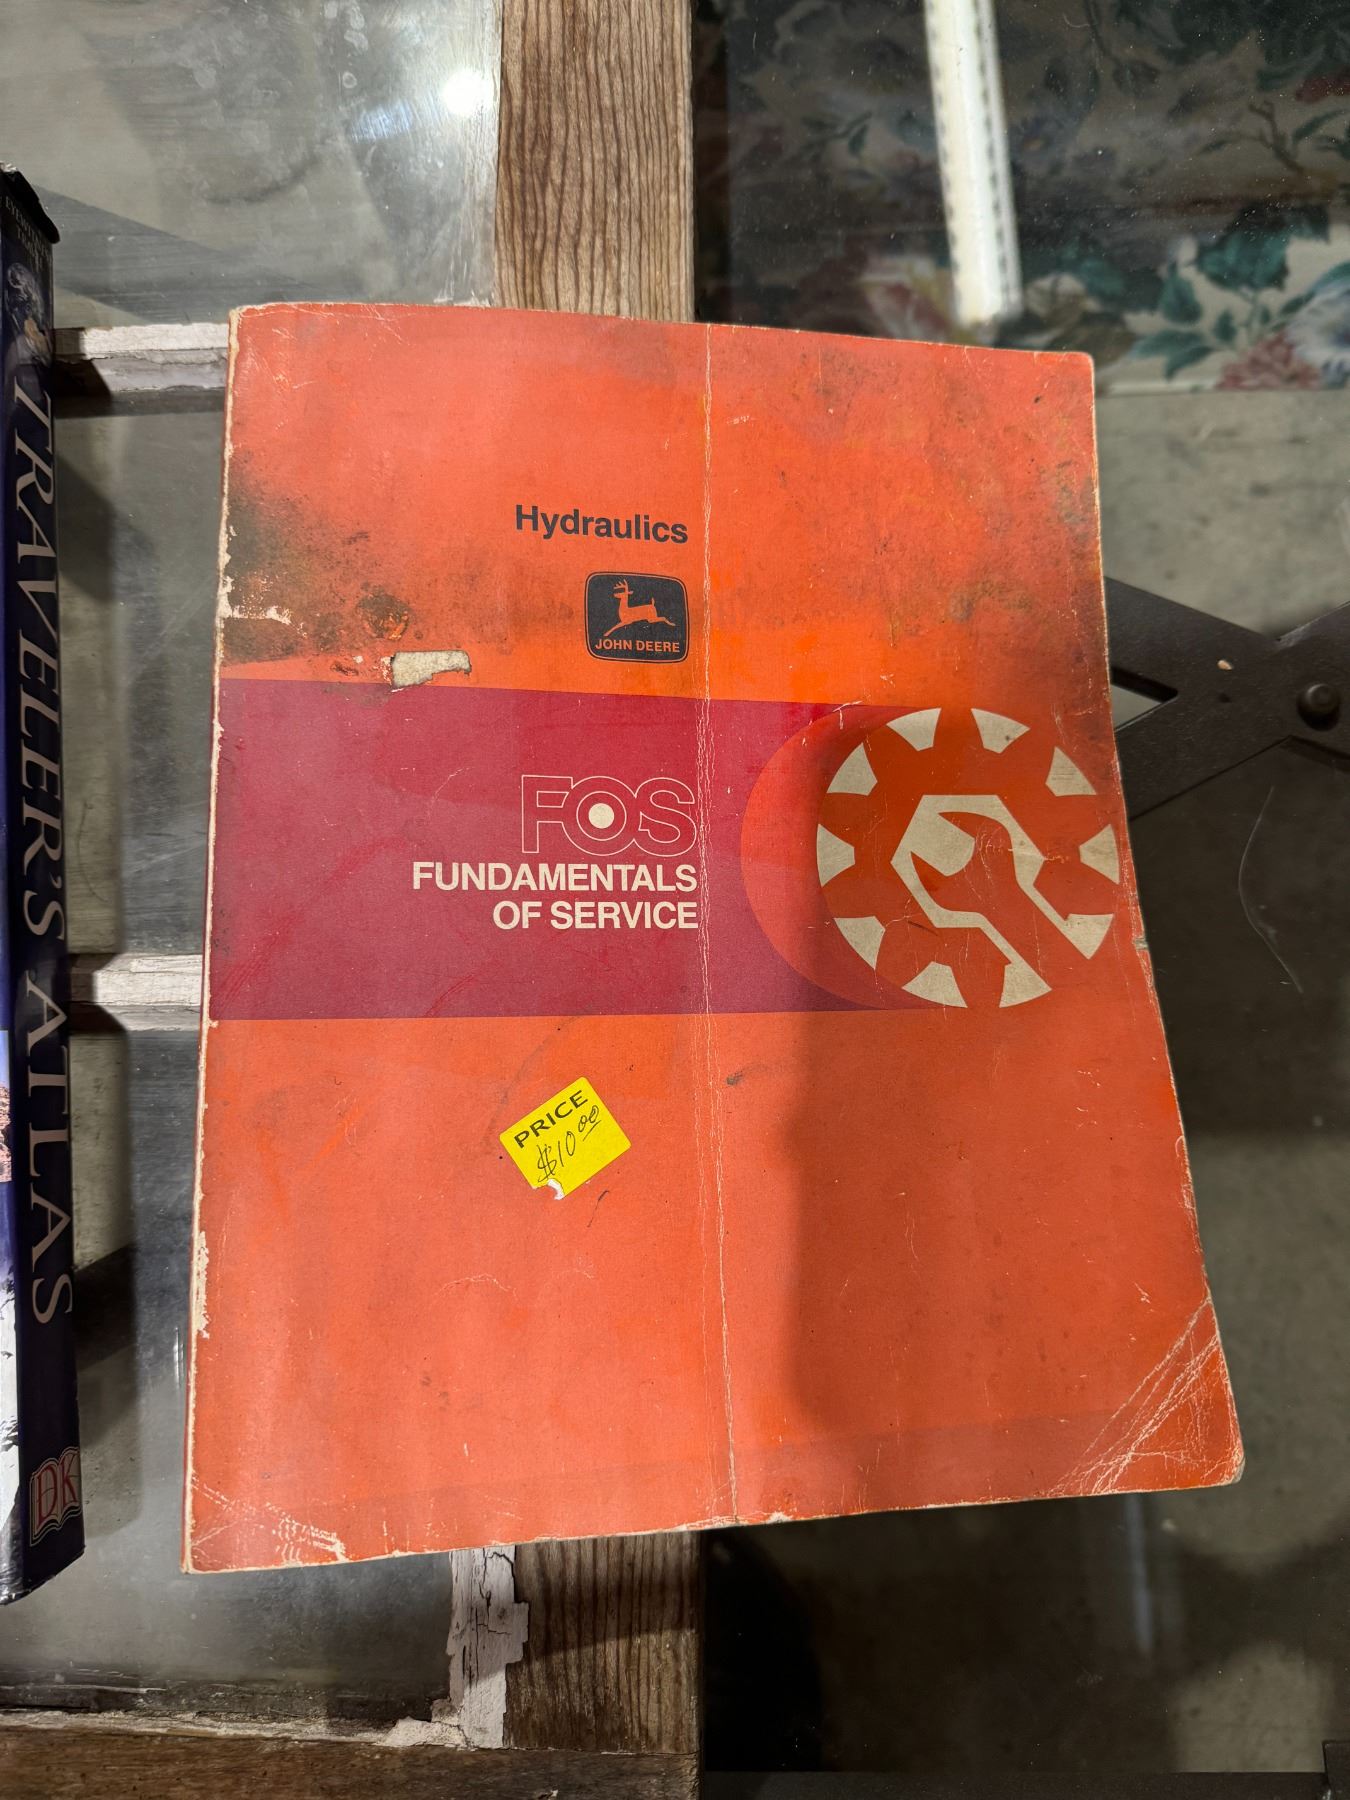 Hydraulics
JOHN DEERE
FOS
FUNDAMENTALS
OF SERVICE
PRICE
$10.00
TRAVELER'S ATLAS
DK